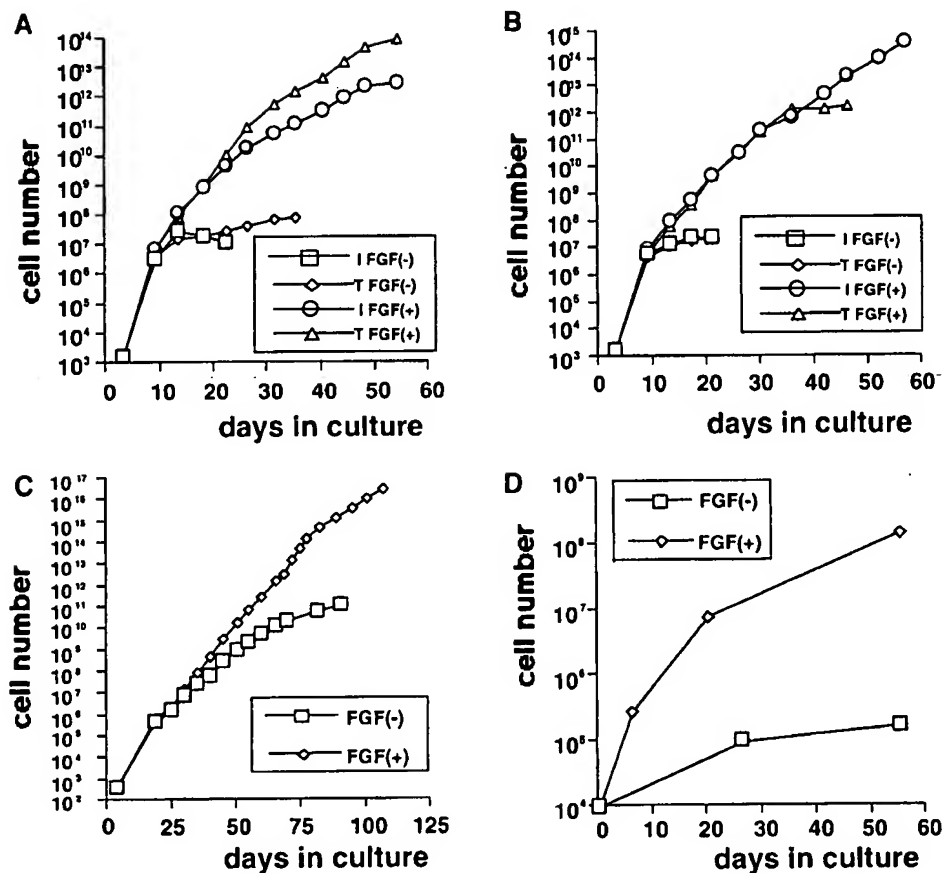 A
10^14
10^13
10^12
10^11
10^10
10^9
10^8
10^7
10^6
10^5
10^4
10^3
cell number
0 10 20 30 40 50 60
days in culture
I FGF(-)
T FGF(-)
I FGF(+)
T FGF(+)
B
10^15
10^14
10^13
10^12
10^11
10^10
10^9
10^8
10^7
10^6
10^5
10^4
10^3
cell number
0 10 20 30 40 50 60
days in culture
I FGF(-)
T FGF(-)
I FGF(+)
T FGF(+)
C
10^17
10^16
10^15
10^14
10^13
10^12
10^11
10^10
10^9
10^8
10^7
10^6
10^5
10^4
10^3
10^2
cell number
0 25 50 75 100 125
days in culture
FGF(-)
FGF(+)
D
10^9
10^8
10^7
10^6
10^5
10^4
cell number
0 10 20 30 40 50 60
days in culture
FGF(-)
FGF(+)